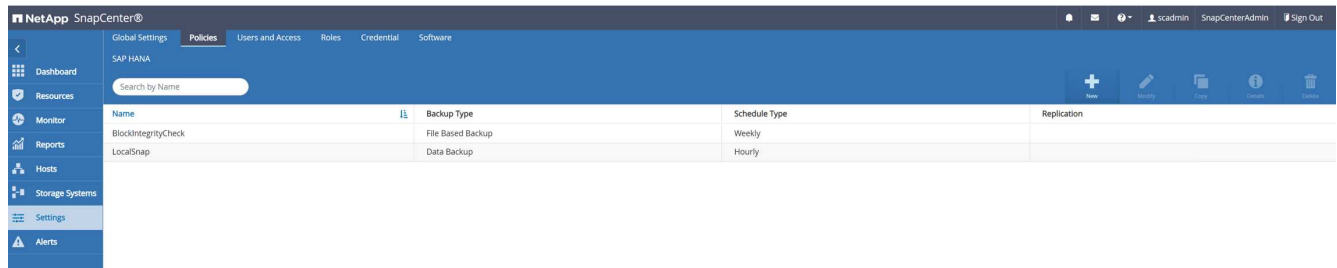 NetApp SnapCenter®
scadmin SnapCenterAdmin Sign Out
Global Settings Policies Users and Access Roles Credential Software
SAP HANA
Dashboard
Resources
Monitor
Reports
Hosts
Storage Systems
Settings
Alerts
Search by Name
New Modify Copy Details Delete
Name Backup Type Schedule Type Replication
BlockIntegrityCheck File Based Backup Weekly
LocalSnap Data Backup Hourly